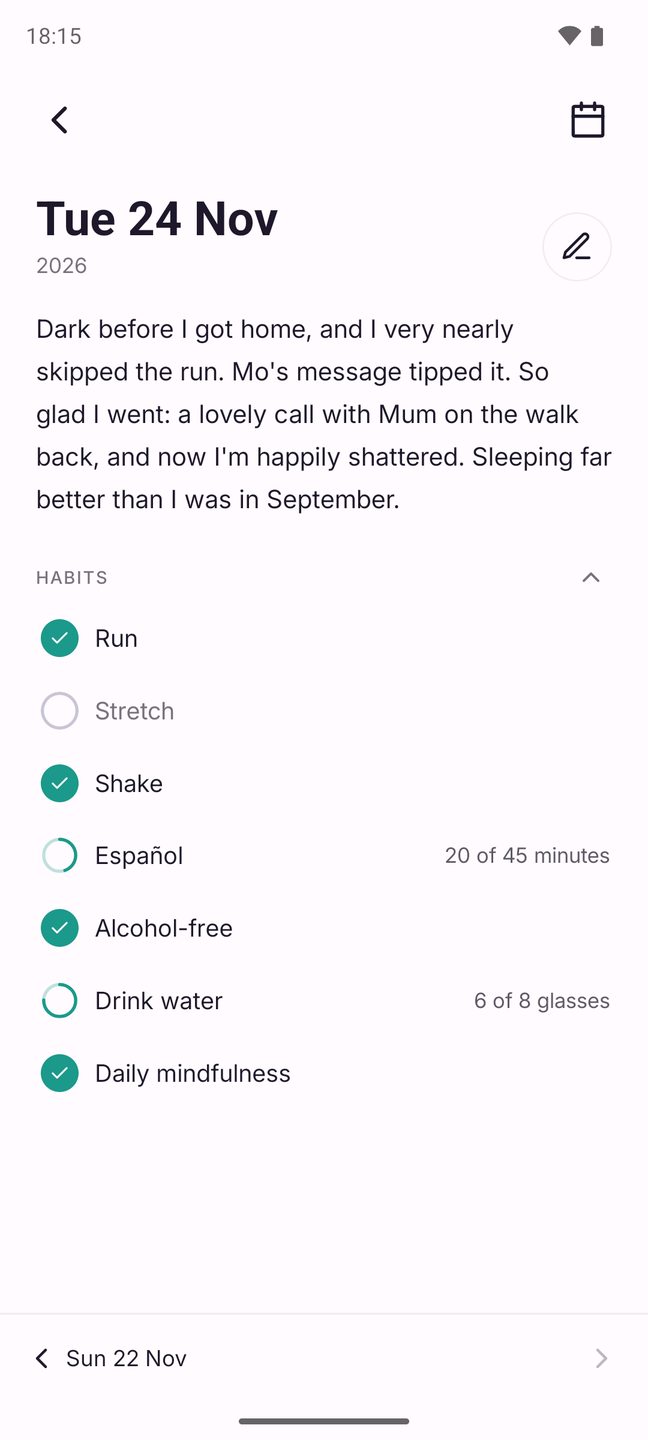 18:15
Tue 24 Nov
2026
Dark before I got home, and I very nearly
skipped the run. Mo's message tipped it. So
glad I went: a lovely call with Mum on the walk
back, and now I'm happily shattered. Sleeping far
better than I was in September.
HABITS
Run
Stretch
Shake
Español 20 of 45 minutes
Alcohol-free
Drink water 6 of 8 glasses
Daily mindfulness
Sun 22 Nov